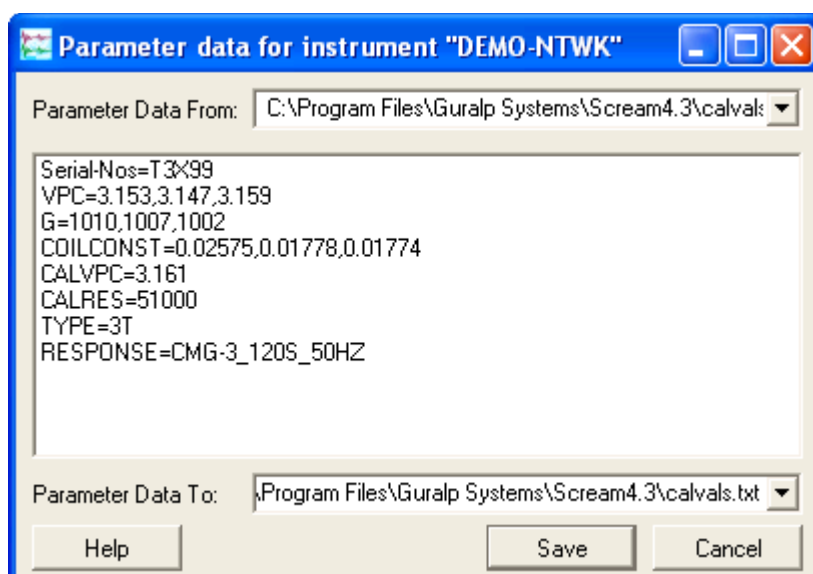 Parameter data for instrument "DEMO-NTWK"
Parameter Data From: C:\Program Files\Guralp Systems\Scream4.3\calvals
Serial-Nos=T3X99
VPC=3.153,3.147,3.159
G=1010,1007,1002
COILCONST=0.02575,0.01778,0.01774
CALVPC=3.161
CALRES=51000
TYPE=3T
RESPONSE=CMG-3_120S_50HZ
Parameter Data To: \Program Files\Guralp Systems\Scream4.3\calvals.txt
Help Save Cancel